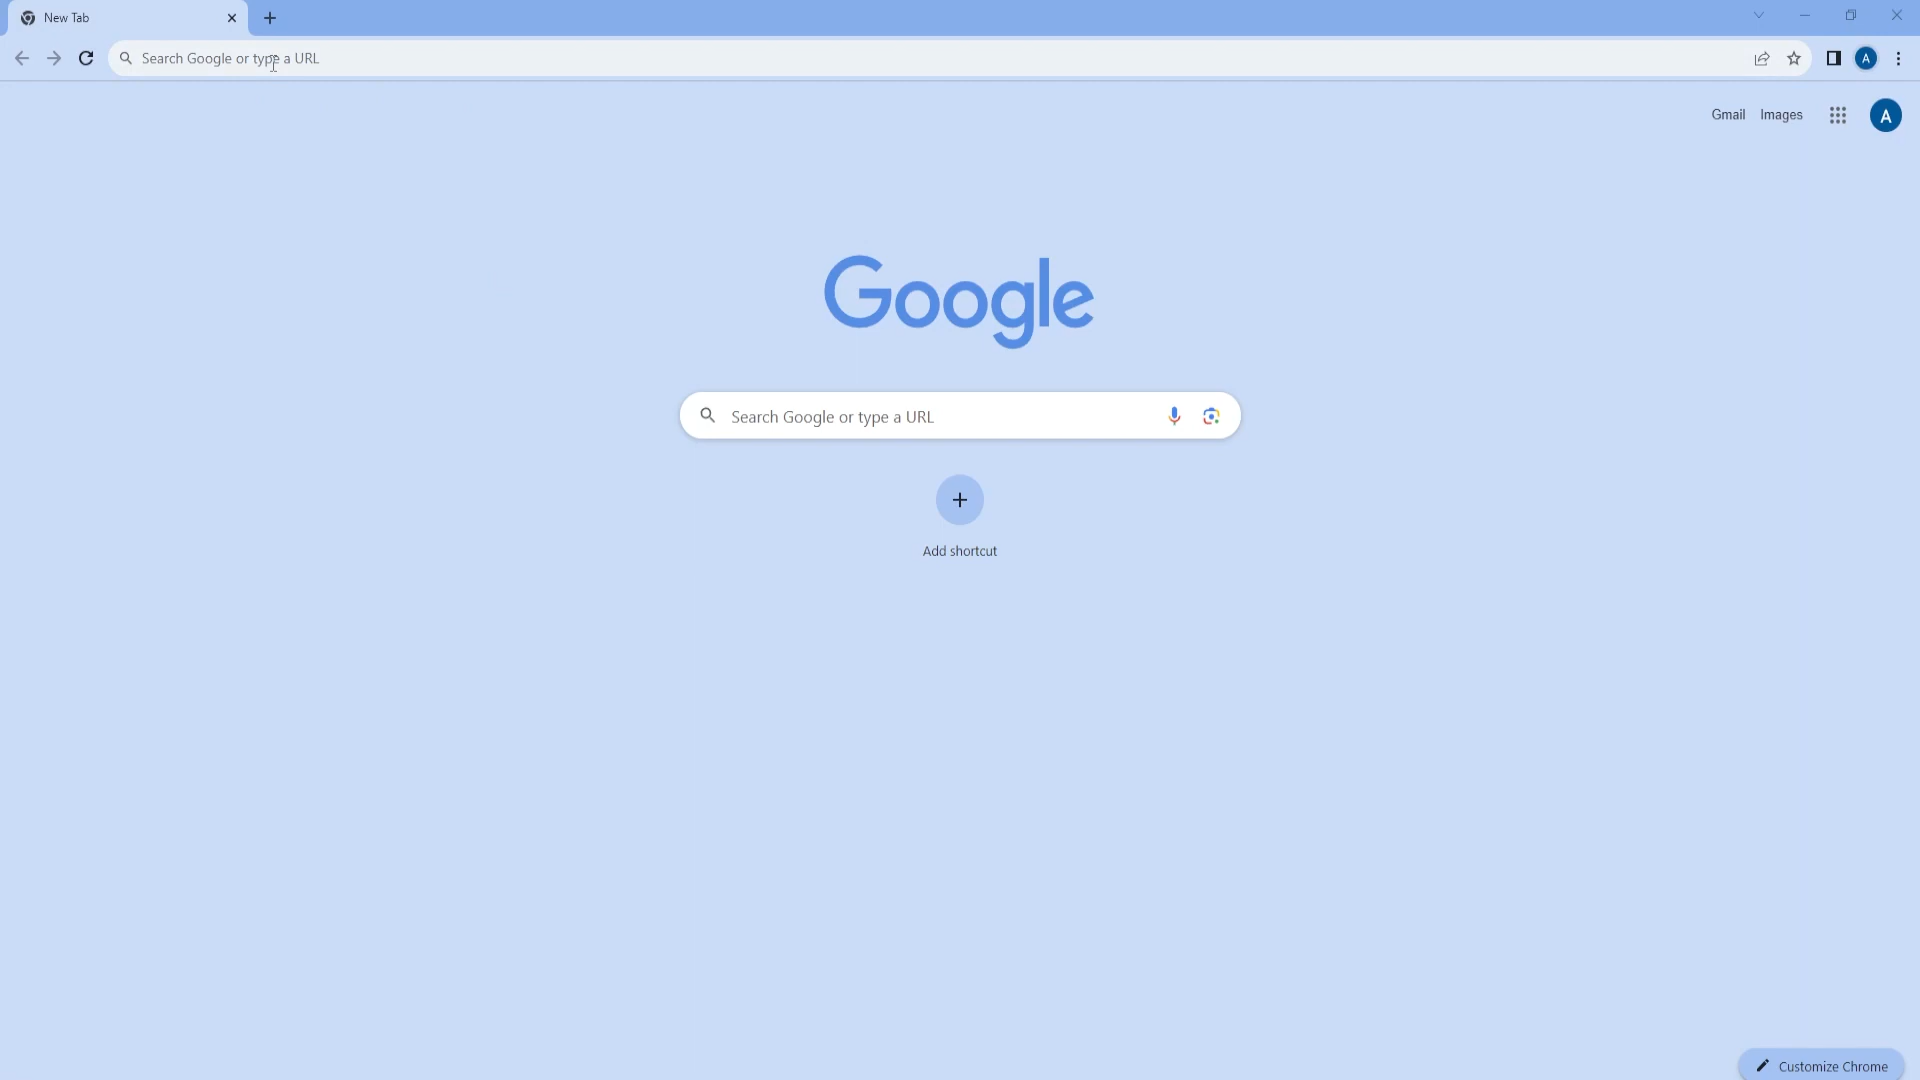 New Tab
Search Google or type a URL
A
Gmail Images A
Google
Search Google or type a URL
Add shortcut
Customize Chrome